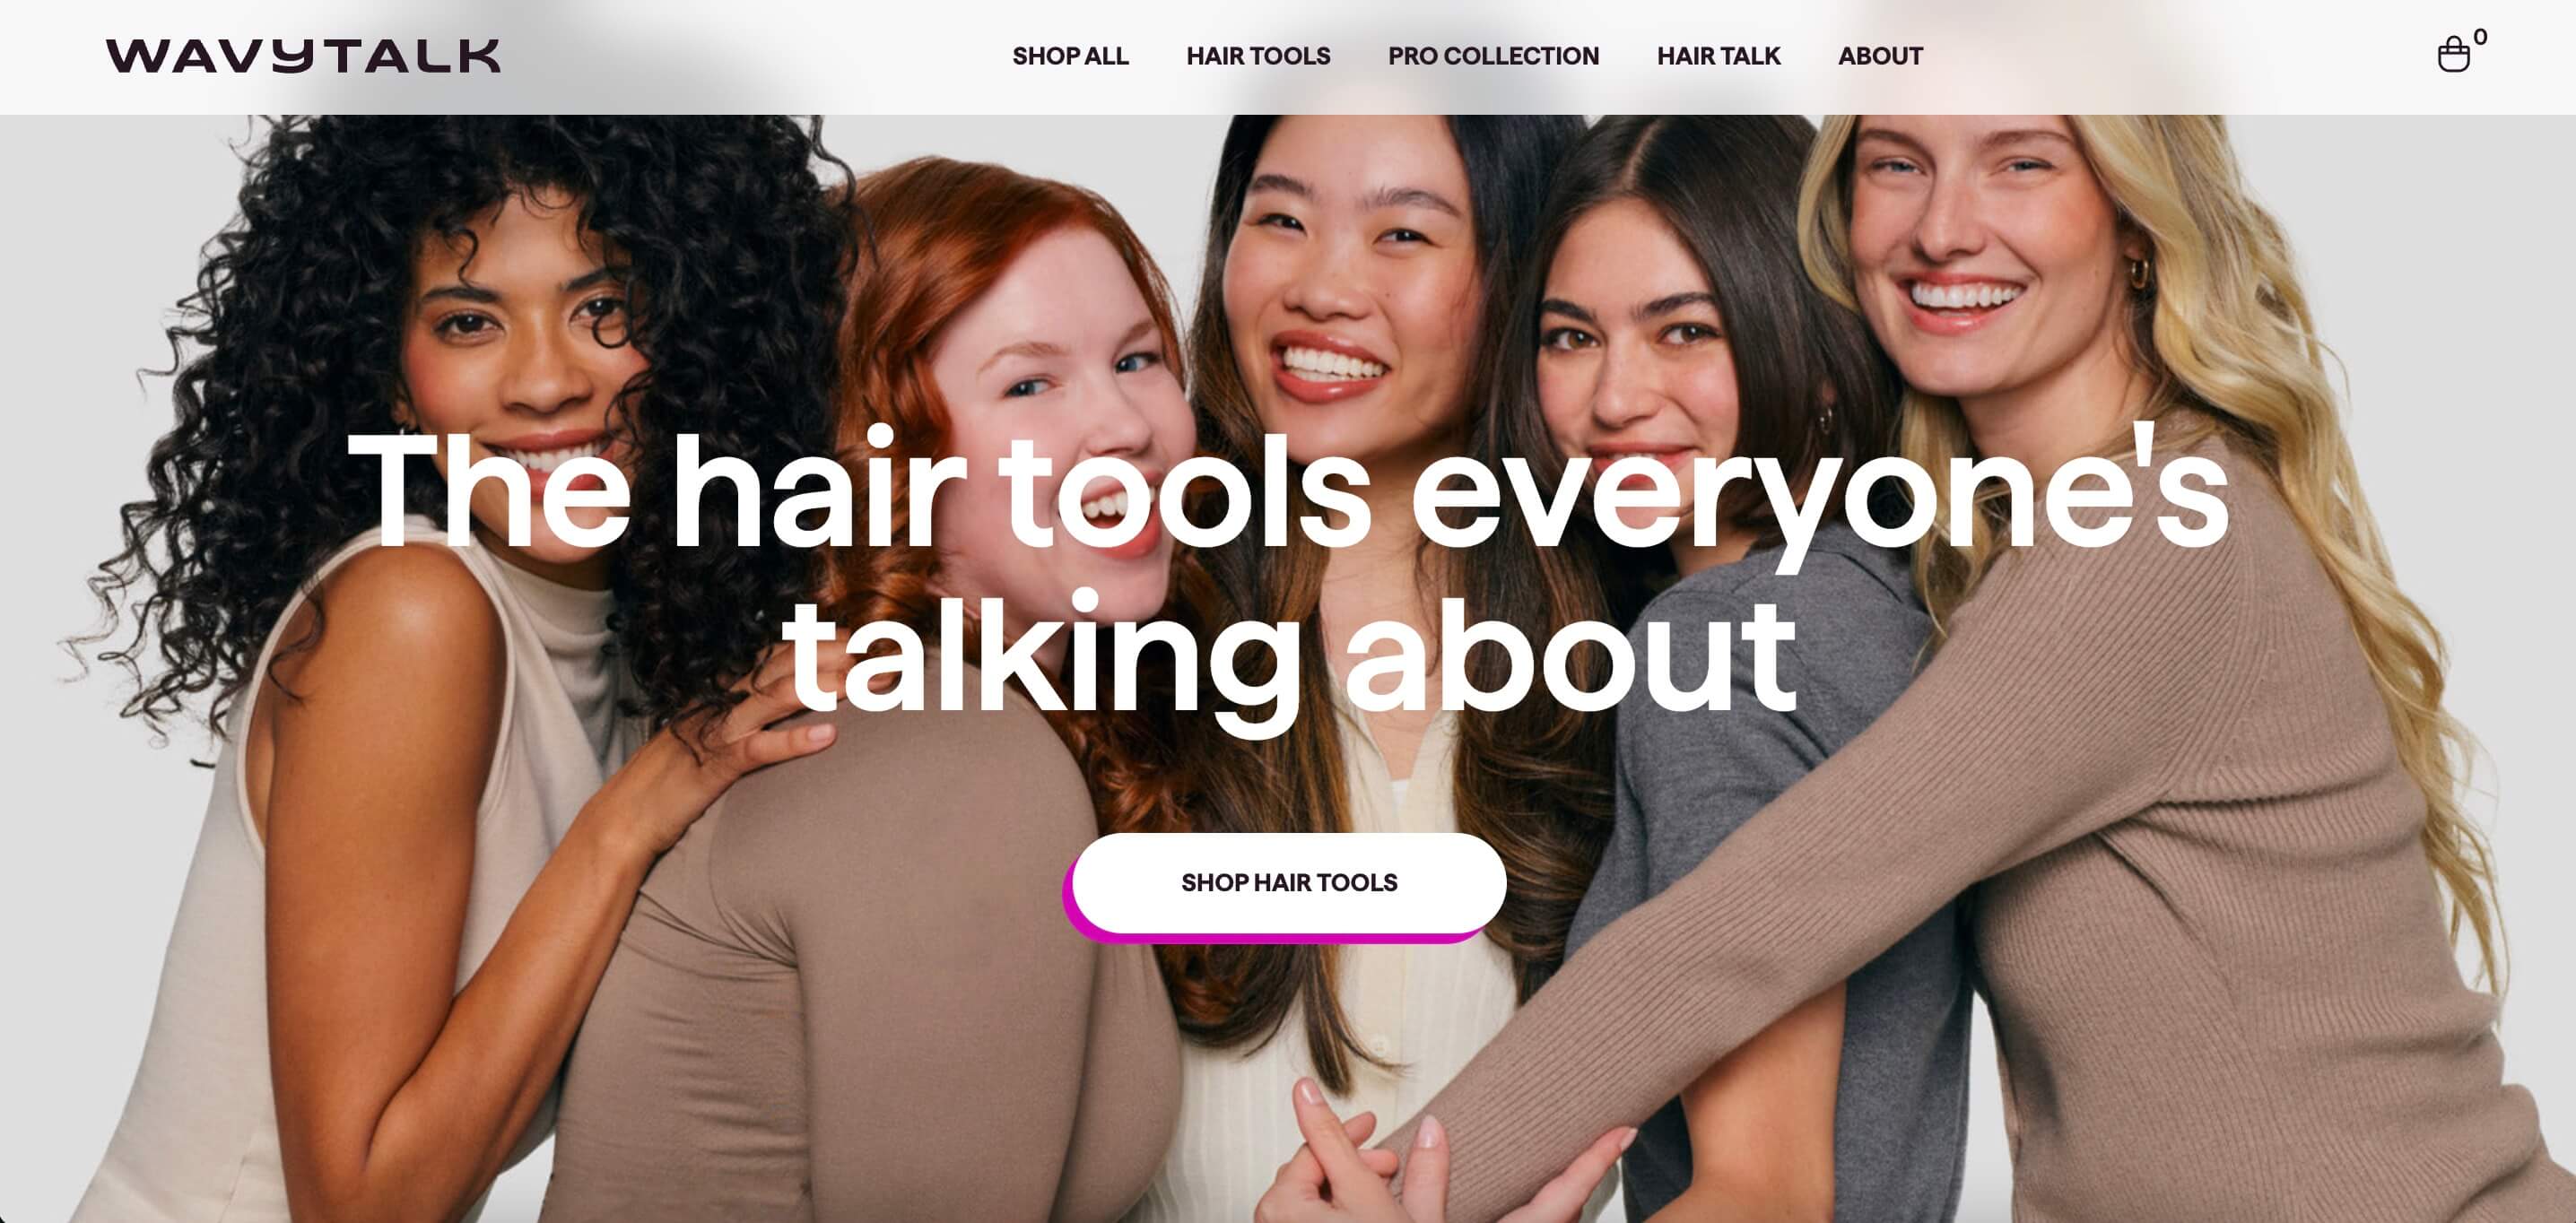 WAVYTALK
SHOP ALL HAIR TOOLS PRO COLLECTION HAIR TALK ABOUT
0
The hair tools everyone's
talking about
SHOP HAIR TOOLS